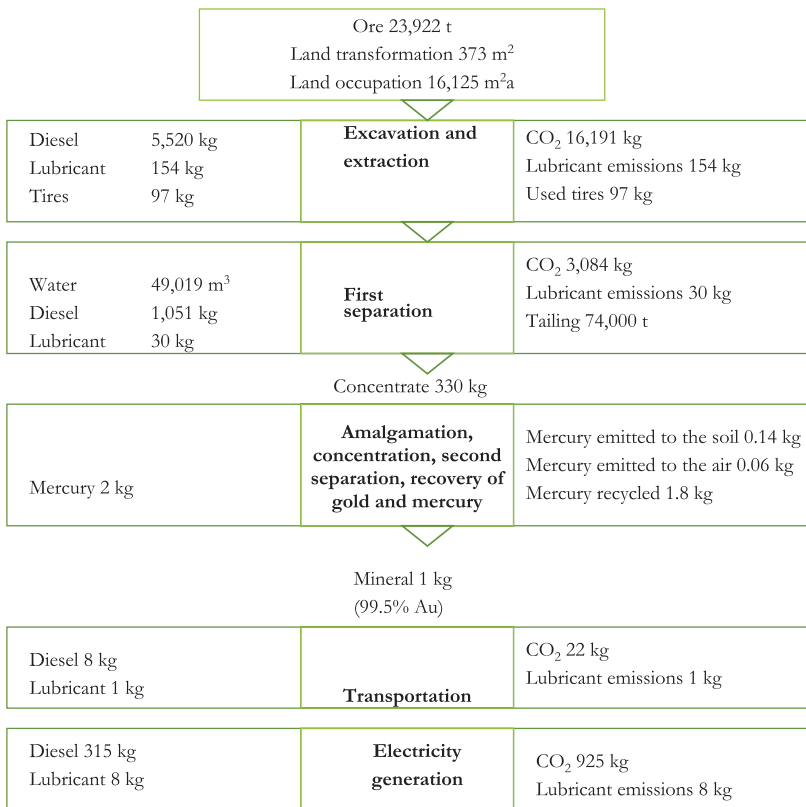 Ore 23,922 t
Land transformation 373 m²
Land occupation 16,125 m²a
Diesel 5,520 kg
Lubricant 154 kg
Tires 97 kg
Excavation and
extraction
CO₂ 16,191 kg
Lubricant emissions 154 kg
Used tires 97 kg
Water 49,019 m³
Diesel 1,051 kg
Lubricant 30 kg
First
separation
CO₂ 3,084 kg
Lubricant emissions 30 kg
Tailing 74,000 t
Concentrate 330 kg
Mercury 2 kg
Amalgamation,
concentration, second
separation, recovery of
gold and mercury
Mercury emitted to the soil 0.14 kg
Mercury emitted to the air 0.06 kg
Mercury recycled 1.8 kg
Mineral 1 kg
(99.5% Au)
Diesel 8 kg
Lubricant 1 kg
Transportation
CO₂ 22 kg
Lubricant emissions 1 kg
Diesel 315 kg
Lubricant 8 kg
Electricity
generation
CO₂ 925 kg
Lubricant emissions 8 kg